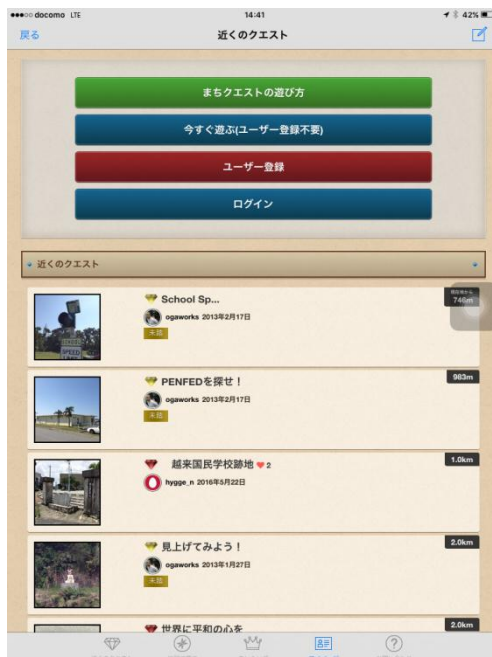 docomo LTE 14:41 42%
戻る 近くのクエスト
まちクエストの遊び方
今すぐ遊ぶ(ユーザー登録不要)
ユーザー登録
ログイン
近くのクエスト
School Sp...
現在地から
746m
ogaworks 2013年2月17日
未踏
PENFEDを探せ！
983m
ogaworks 2013年2月17日
未踏
越来国民学校跡地 2
1.0km
hygge_n 2016年5月22日
見上げてみよう！
2.0km
ogaworks 2013年1月27日
未踏
世界に平和の心を
2.0km